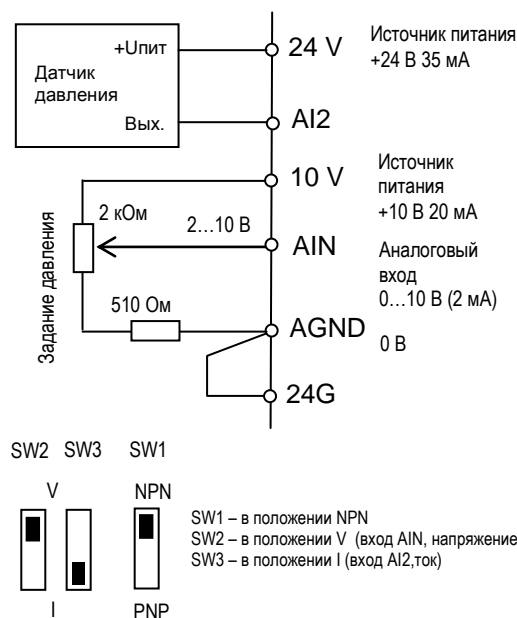 +Uпит
Датчик
давления
Вых.
24 V
Источник питания
+24 В 35 мА
AI2
10 V
Источник
питания
+10 В 20 мА
2 кОм
2...10 В
AIN
Аналоговый
вход
0...10 В (2 мА)
Задание давления
510 Ом
AGND
0 В
24G
SW2 SW3 SW1
V NPN
I PNP
SW1 – в положении NPN
SW2 – в положении V (вход AIN, напряжение
SW3 – в положении I (вход AI2,ток)